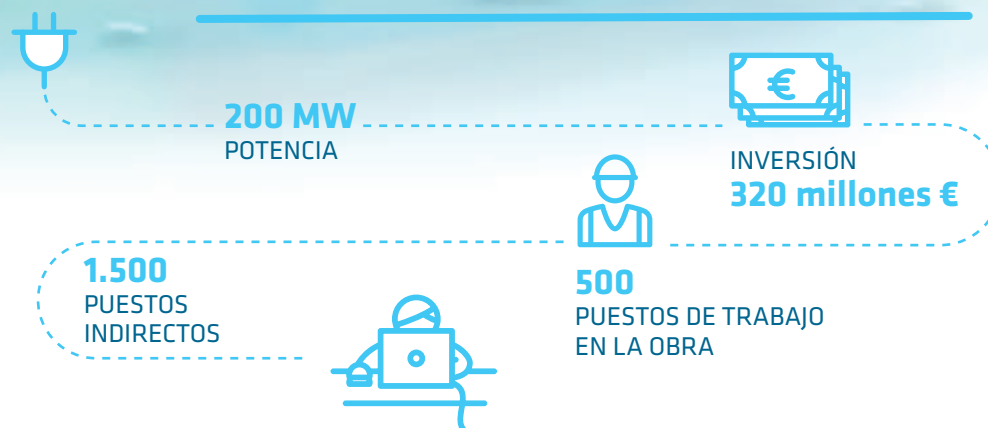 200 MW
POTENCIA
INVERSIÓN
320 millones €
500
PUESTOS DE TRABAJO
EN LA OBRA
1.500
PUESTOS
INDIRECTOS